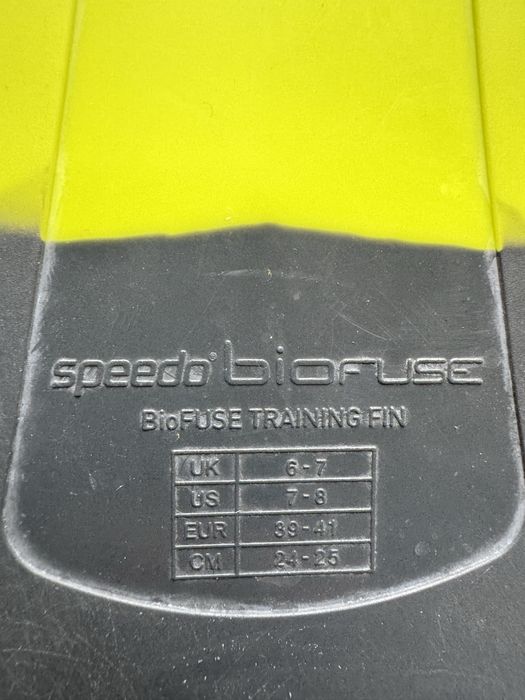 speedo® biofuse
BioFUSE TRAINING FIN
UK 6-7
US 7-8
EUR 39-41
CM 24-25